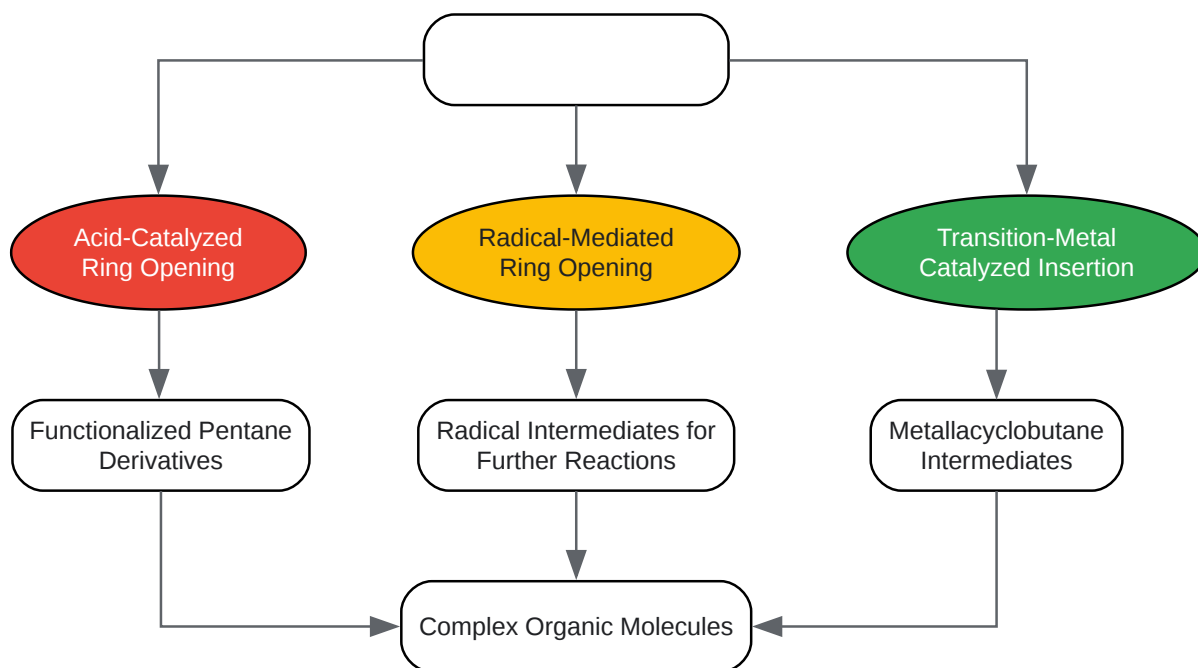 Acid-Catalyzed
Ring Opening
Radical-Mediated
Ring Opening
Transition-Metal
Catalyzed Insertion
Functionalized Pentane
Derivatives
Radical Intermediates for
Further Reactions
Metallacyclobutane
Intermediates
Complex Organic Molecules